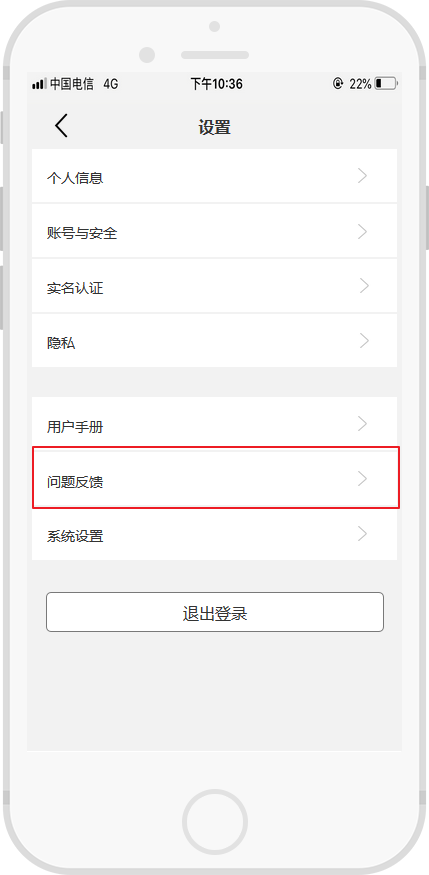 中国电信 4G 下午10:36 22%
设置
个人信息
账号与安全
实名认证
隐私
用户手册
问题反馈
系统设置
退出登录